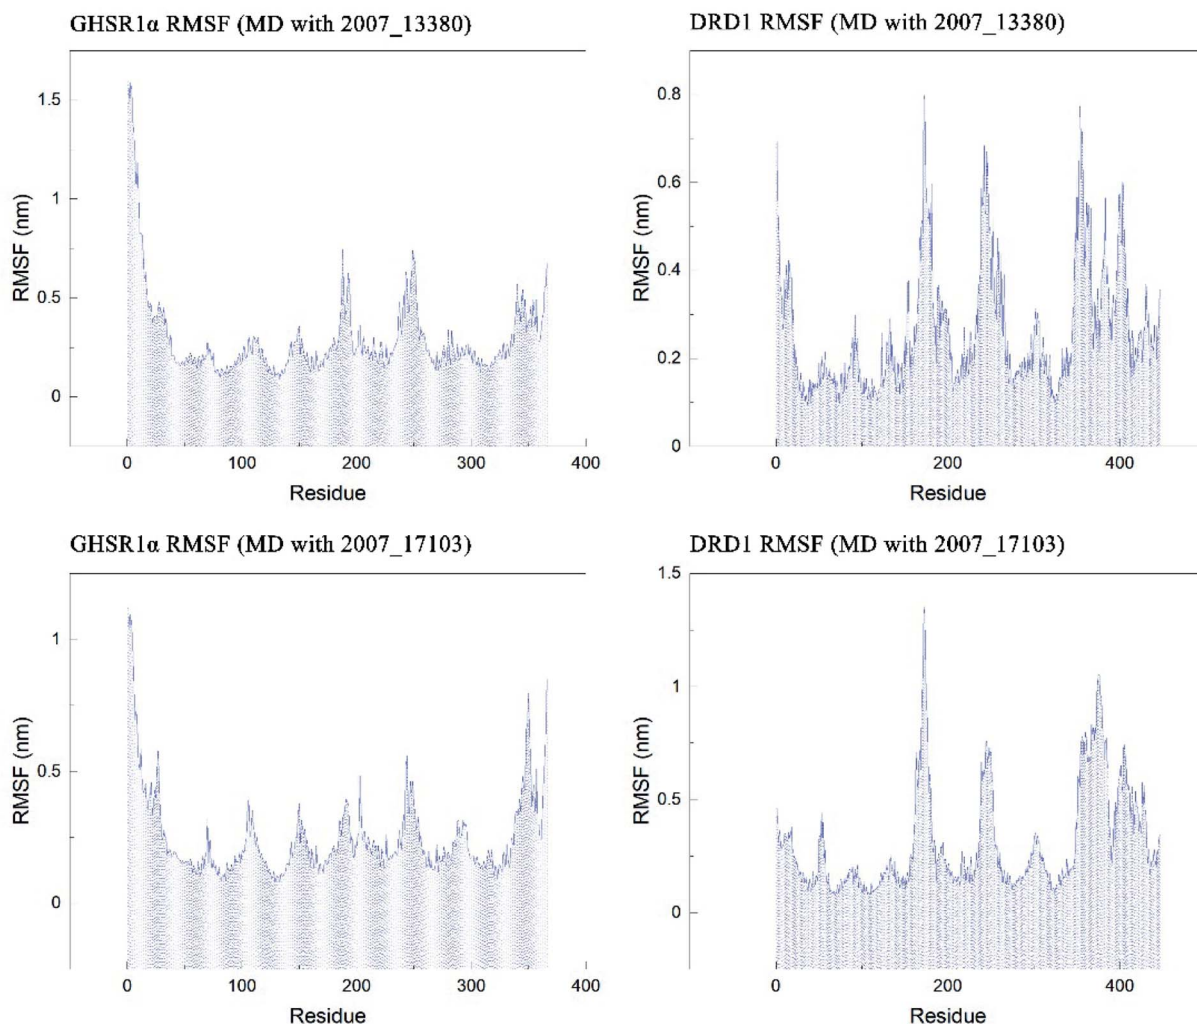 GHSR1α RMSF (MD with 2007_13380)
1.5
1
0.5
0
RMSF (nm)
0
100
200
300
400
Residue
DRD1 RMSF (MD with 2007_13380)
0.8
0.6
0.4
0.2
0
RMSF (nm)
0
200
400
Residue
GHSR1α RMSF (MD with 2007_17103)
1
0.5
0
RMSF (nm)
0
100
200
300
400
Residue
DRD1 RMSF (MD with 2007_17103)
1.5
1
0.5
0
RMSF (nm)
0
200
400
Residue